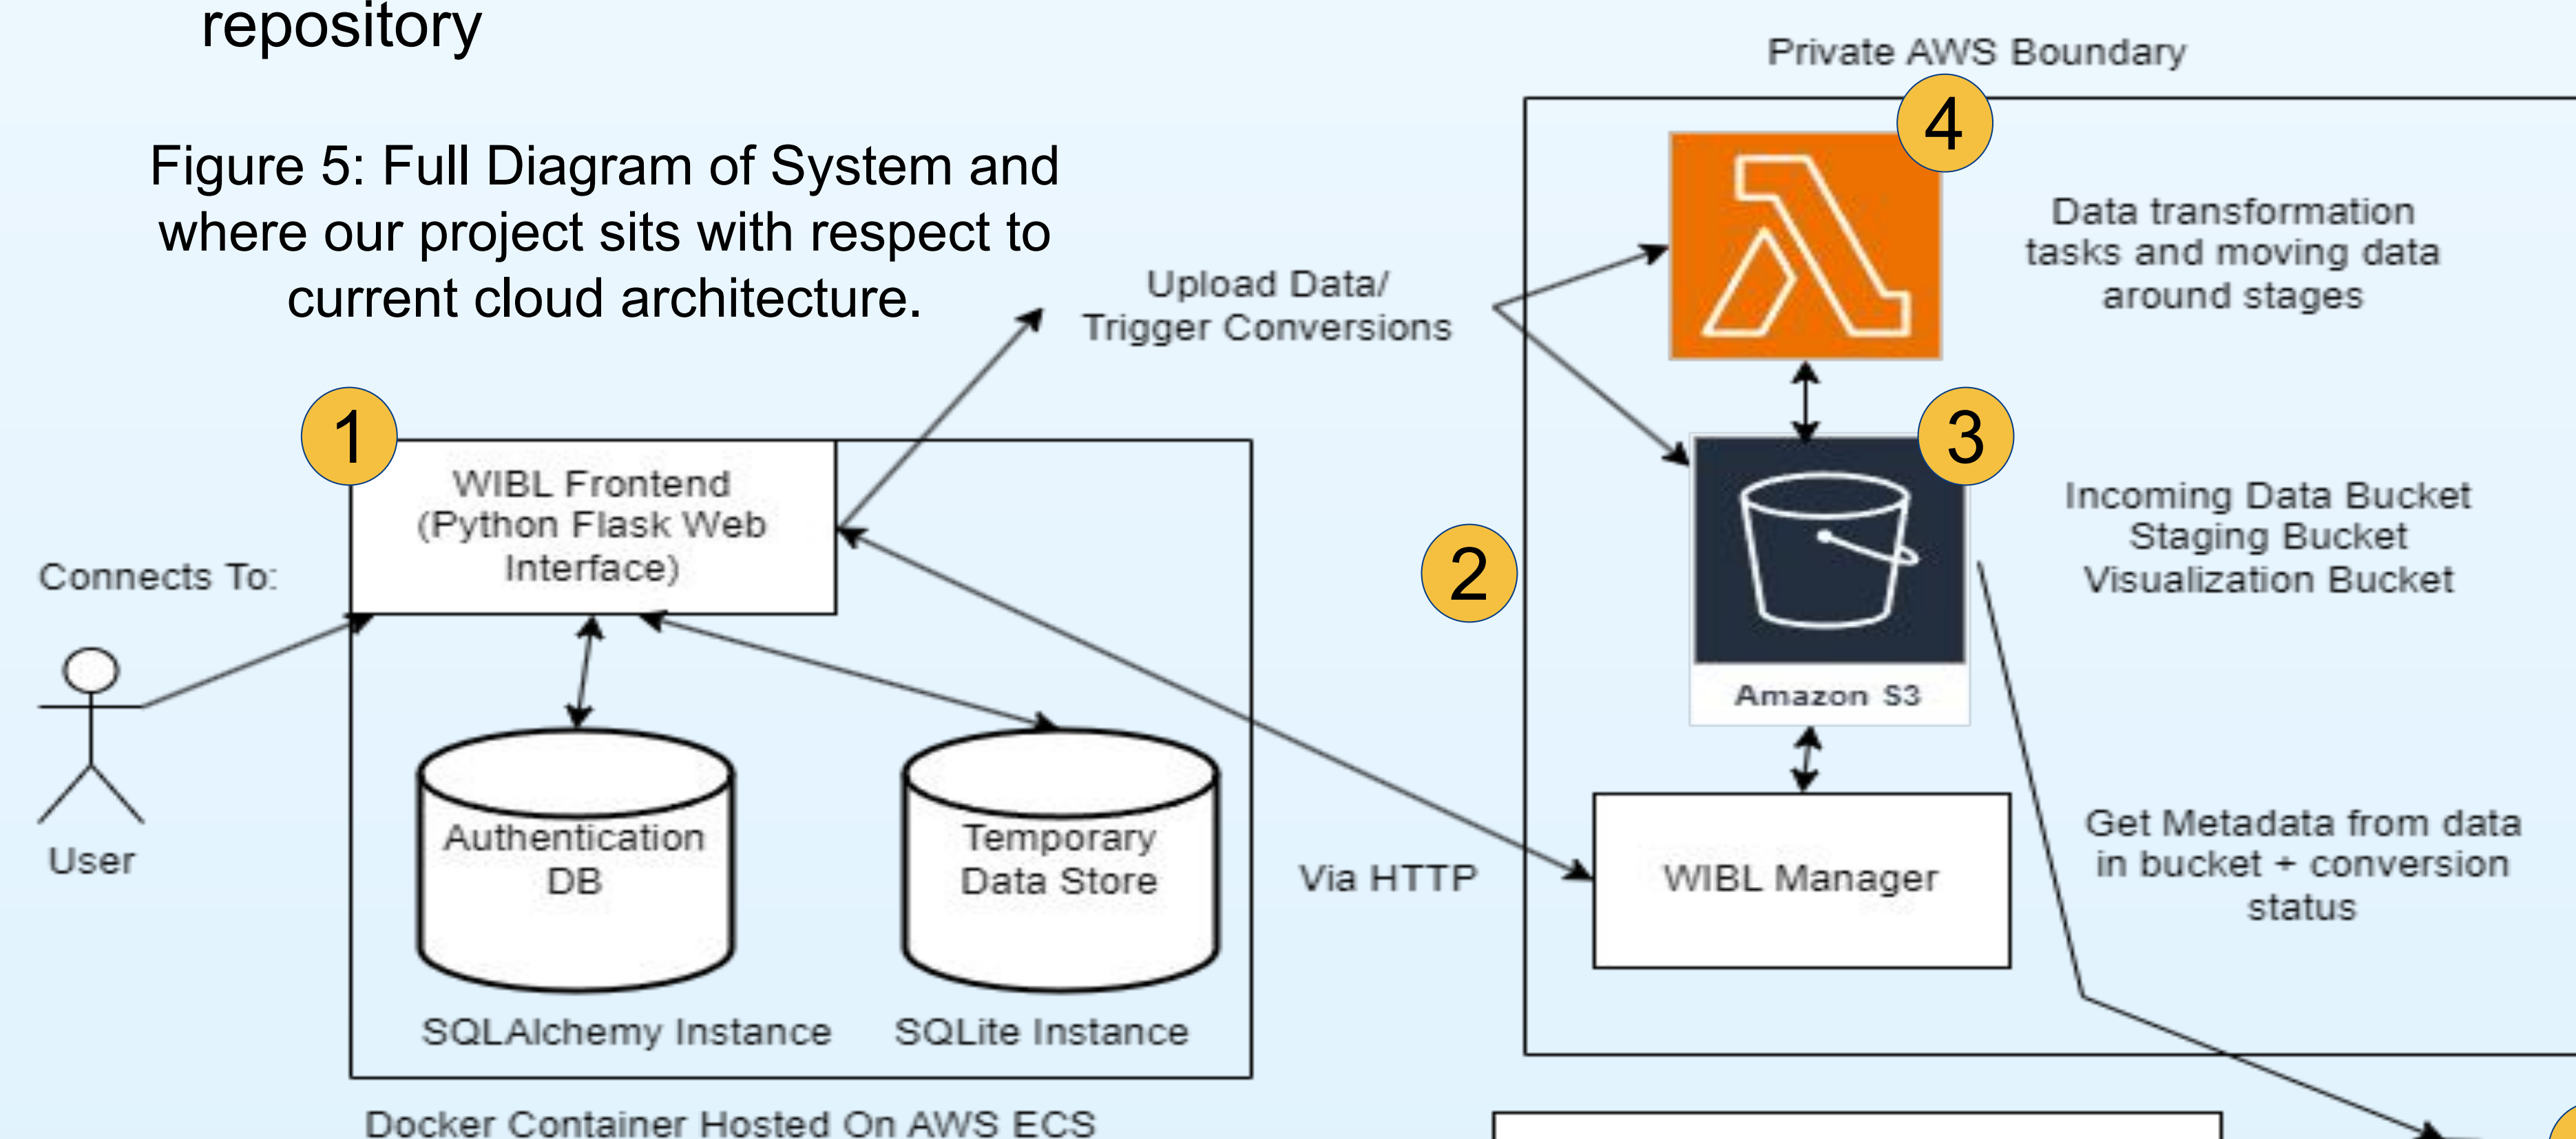 repository
Figure 5: Full Diagram of System and
where our project sits with respect to
current cloud architecture.
Private AWS Boundary
4
Data transformation
tasks and moving data
around stages
Upload Data/
Trigger Conversions
1
WIBL Frontend
(Python Flask Web
Interface)
Connects To:
User
Authentication
DB
Temporary
Data Store
SQLAlchemy Instance
SQLite Instance
Docker Container Hosted On AWS ECS
2
3
Incoming Data Bucket
Staging Bucket
Visualization Bucket
Amazon S3
Via HTTP
WIBL Manager
Get Metadata from data
in bucket + conversion
status